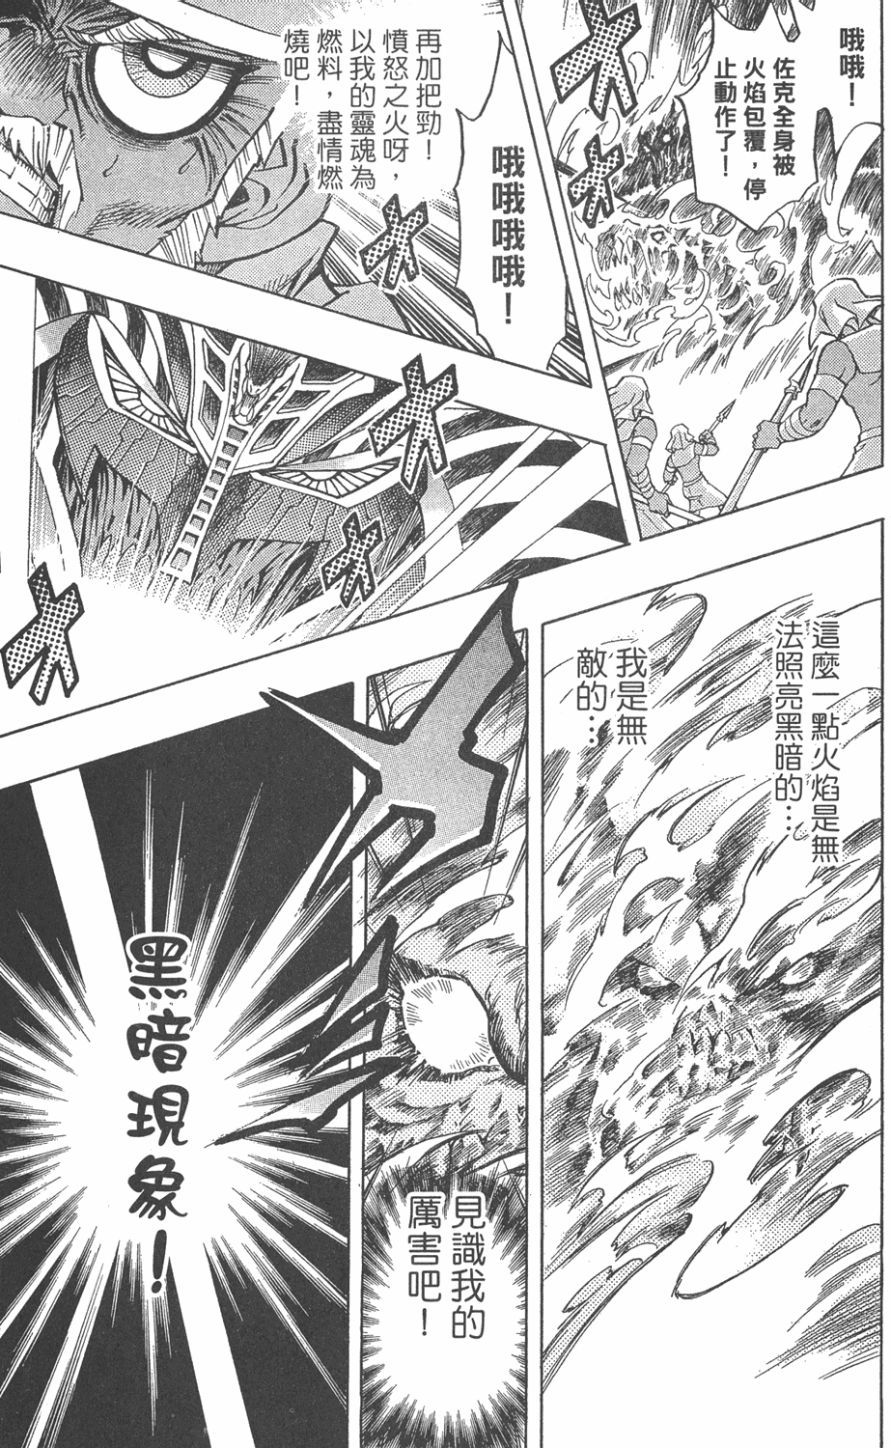 哦哦！
佐克全身被
火焰包覆，停
止動作了！
哦哦哦哦！
再加把勁！
憤怒之火呀，
以我的靈魂為
燃料，盡情燃
燒吧！
這麼一點火焰是無
法照亮黑暗的…
我是無
敵的…
見識我的
厲害吧！
黑暗現象！